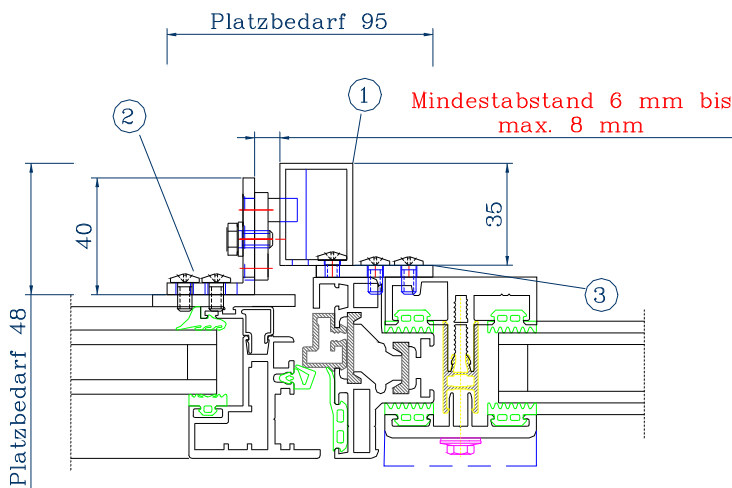 Platzbedarf 95
1
Mindestabstand 6 mm bis
max. 8 mm
2
40
35
3
Platzbedarf 48